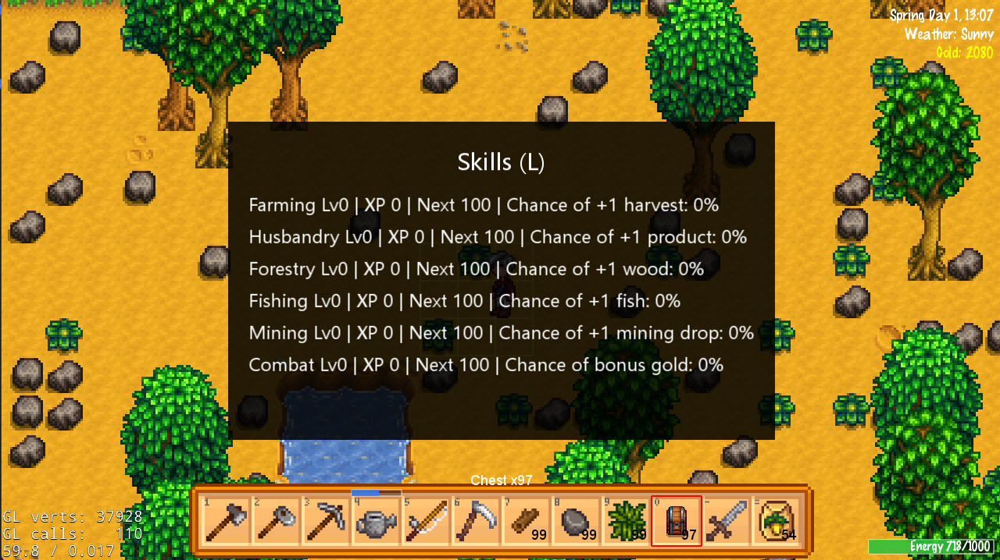 Spring Day 1, 13:07
Weather: Sunny
Gold: 2080
Skills (L)
Farming Lv0 | XP 0 | Next 100 | Chance of +1 harvest: 0%
Husbandry Lv0 | XP 0 | Next 100 | Chance of +1 product: 0%
Forestry Lv0 | XP 0 | Next 100 | Chance of +1 wood: 0%
Fishing Lv0 | XP 0 | Next 100 | Chance of +1 fish: 0%
Mining Lv0 | XP 0 | Next 100 | Chance of +1 mining drop: 0%
Combat Lv0 | XP 0 | Next 100 | Chance of bonus gold: 0%
Chest x97
1 2 3 4 5 6 7 8 9 0 - =
99 99 99 97 54
GL verts: 37928
GL calls: 110
59.8 / 0.017
Energy 718/1000